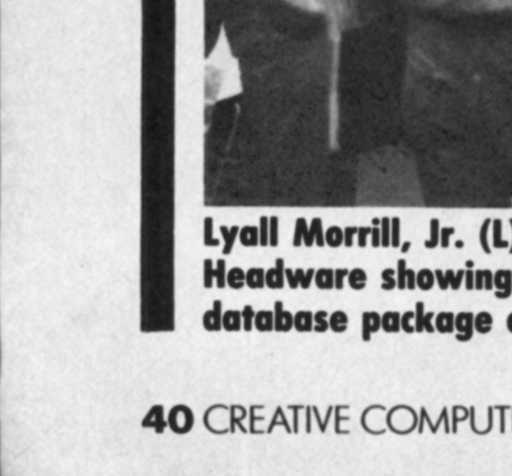 Lyall Morrill, Jr. (L)
Headware showing
database package
40 CREATIVE COMPUT